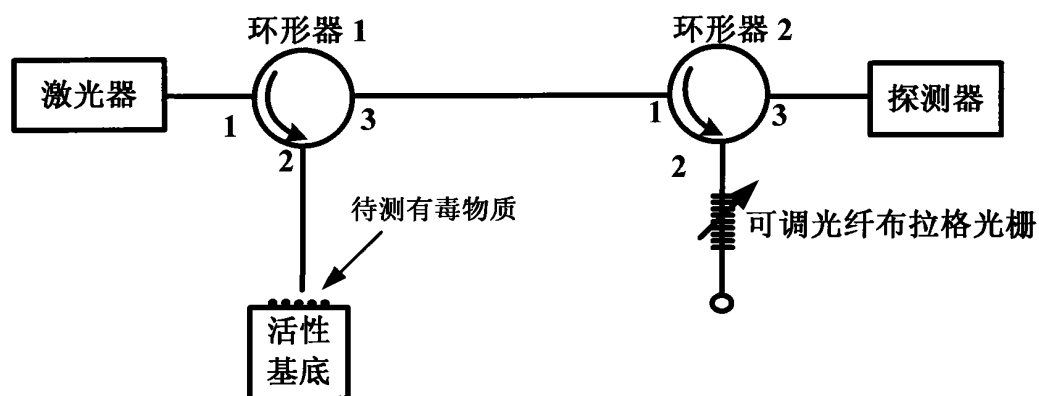 环形器 1
环形器 2
激光器
探测器
1
3
2
1
3
2
待测有毒物质
可调光纤布拉格光栅
活性
基底